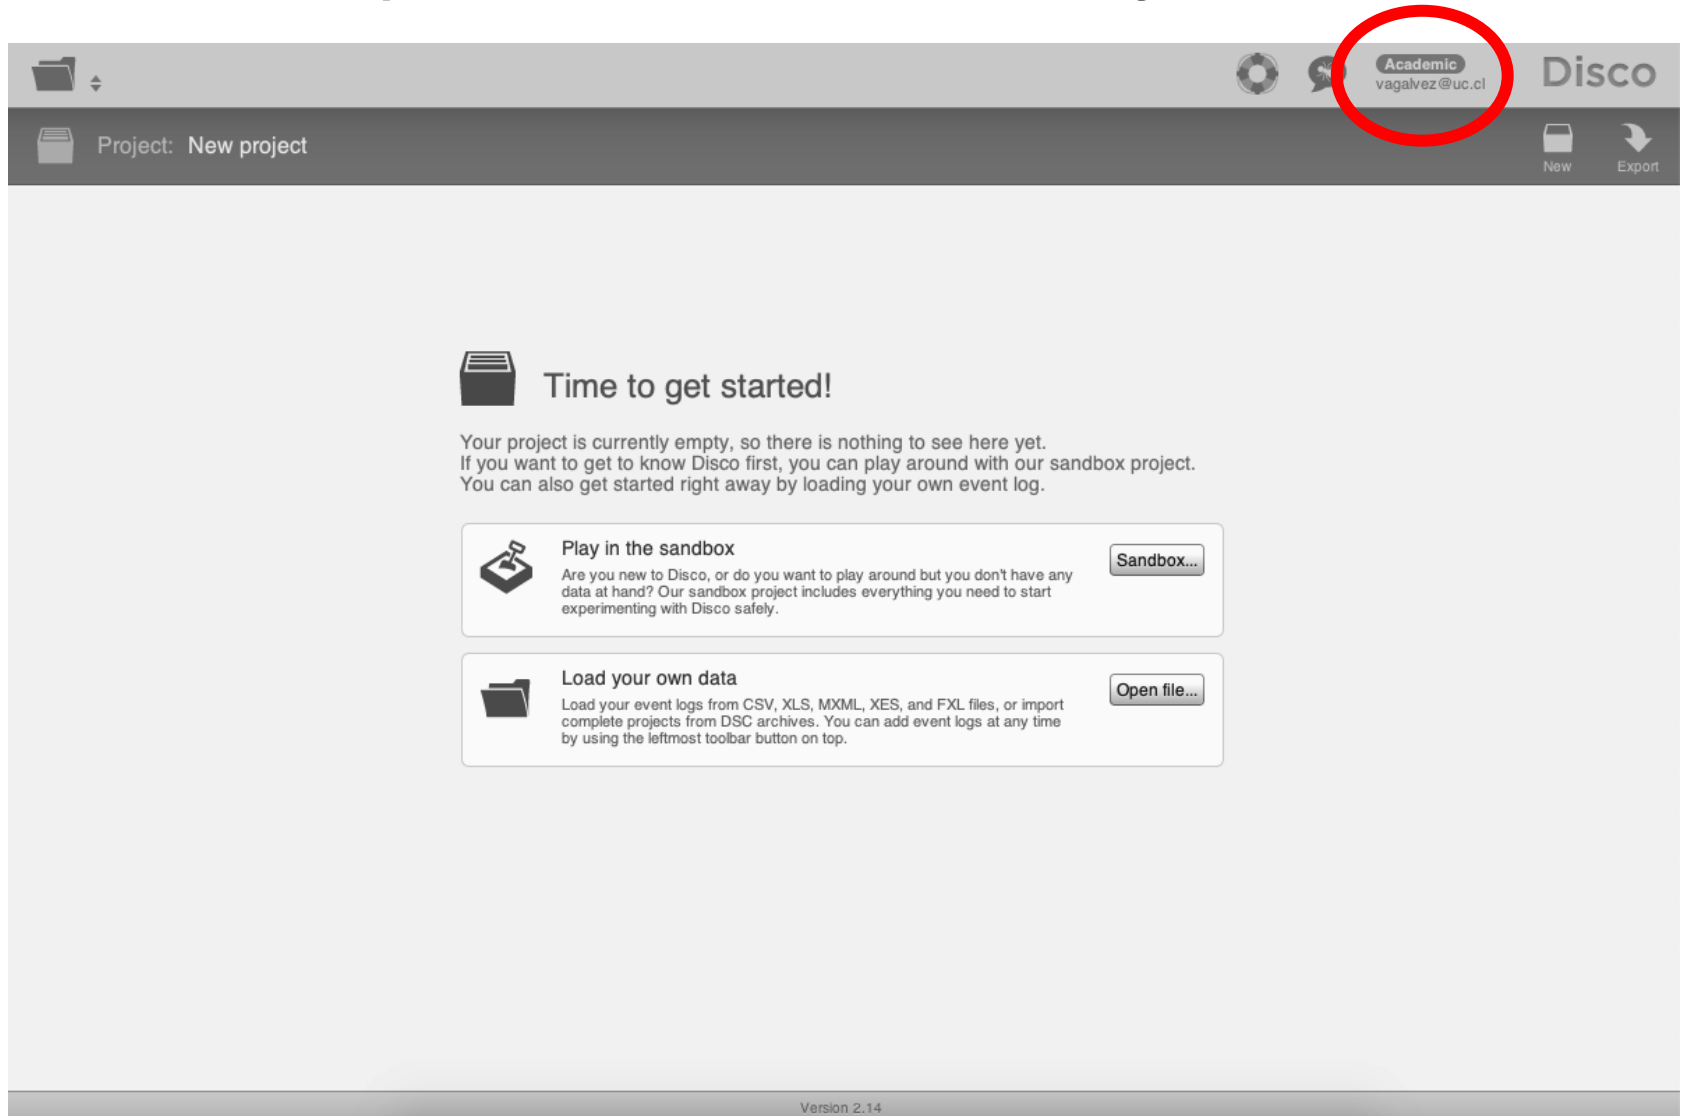 Academic
vagalvez@uc.cl
Disco
Project: New project
New
Export
Time to get started!
Your project is currently empty, so there is nothing to see here yet.
If you want to get to know Disco first, you can play around with our sandbox project.
You can also get started right away by loading your own event log.
Play in the sandbox
Are you new to Disco, or do you want to play around but you don't have any
data at hand? Our sandbox project includes everything you need to start
experimenting with Disco safely.
Sandbox...
Load your own data
Load your event logs from CSV, XLS, MXML, XES, and FXL files, or import
complete projects from DSC archives. You can add event logs at any time
by using the leftmost toolbar button on top.
Open file...
Version 2.14